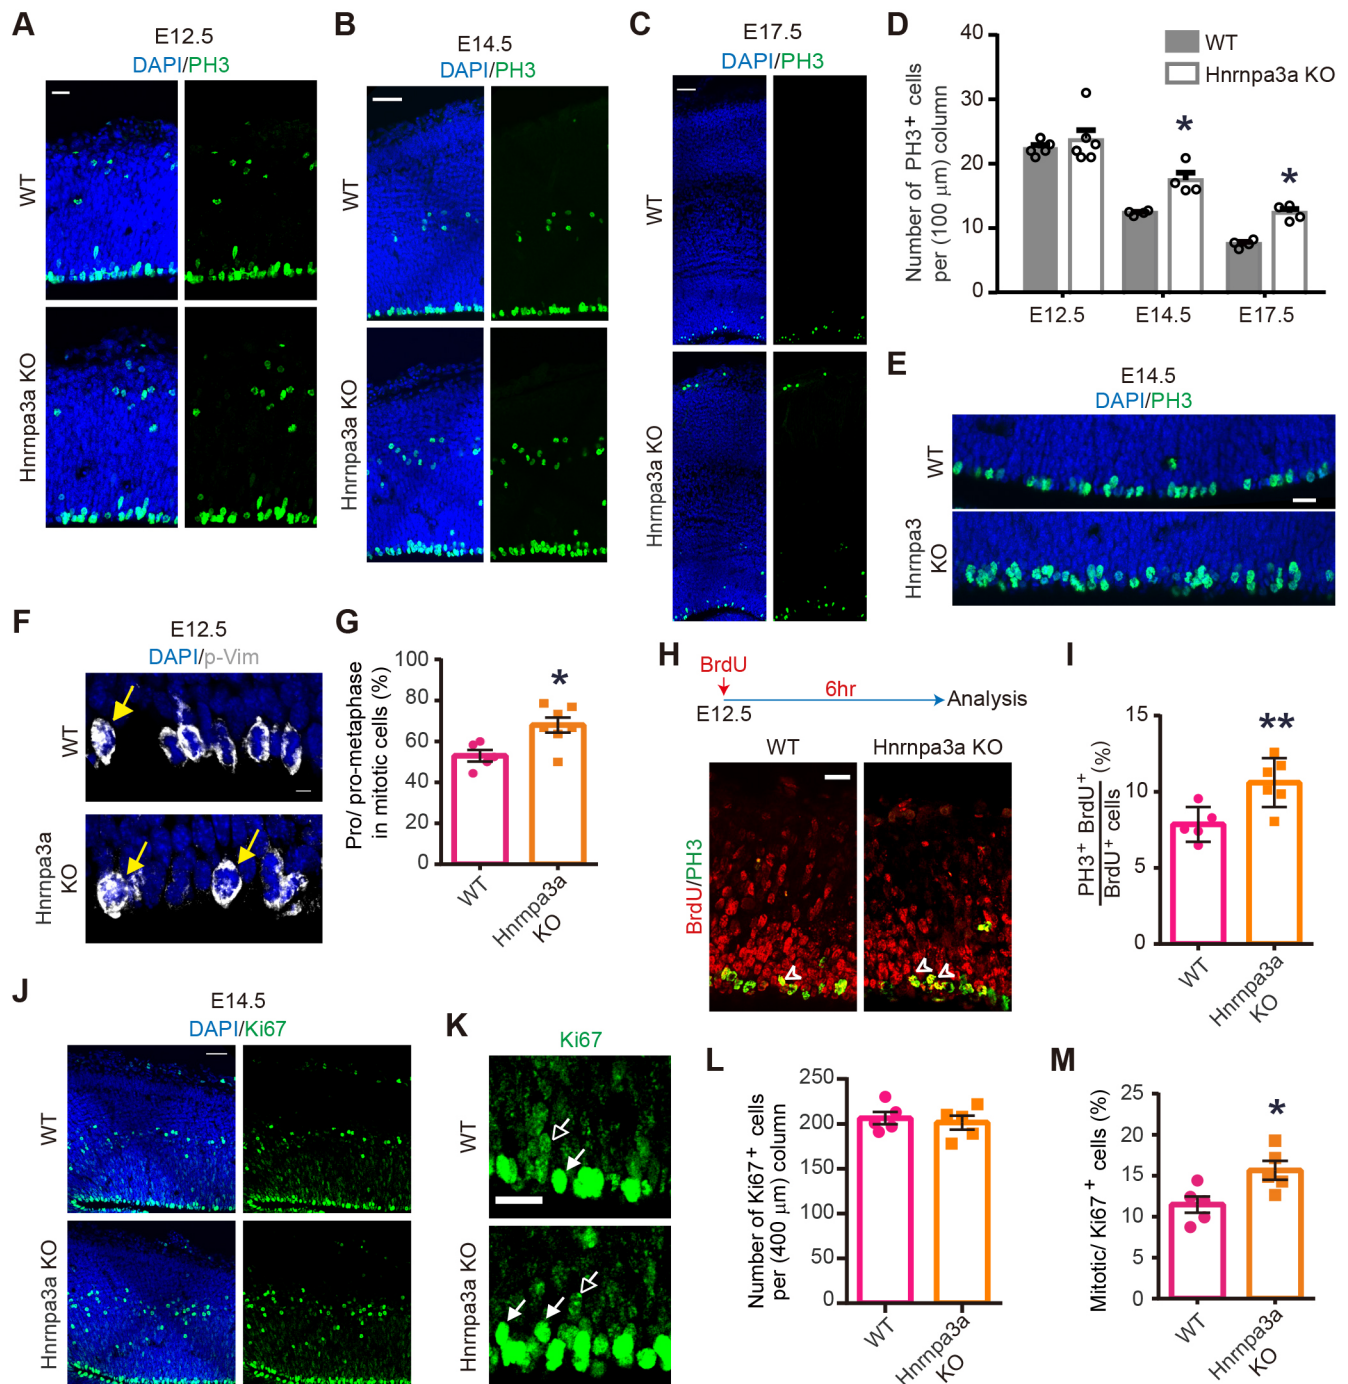 A
E12.5
DAPI/PH3
WT
Hnrnpa3a KO
B
E14.5
DAPI/PH3
WT
Hnrnpa3a KO
C
E17.5
DAPI/PH3
WT
Hnrnpa3a KO
D
Number of PH3+ cells
per (100 μm) column
40
30
20
10
0
WT
Hnrnpa3a KO
*
*
E12.5
E14.5
E17.5
E
E14.5
DAPI/PH3
WT
Hnrnpa3
KO
F
E12.5
DAPI/p-Vim
WT
Hnrnpa3a
KO
G
Pro/ pro-metaphase
in mitotic cells (%)
100
80
60
40
20
0
*
WT
Hnrnpa3a
KO
H
BrdU
6hr
E12.5
Analysis
WT
Hnrnpa3a KO
BrdU/PH3
I
PH3+ BrdU+
BrdU+ cells
(%)
15
10
5
0
**
WT
Hnrnpa3a
KO
J
E14.5
DAPI/Ki67
WT
Hnrnpa3a KO
K
Ki67
WT
Hnrnpa3a KO
L
Number of Ki67+ cells
per (400 μm) column
250
200
150
100
50
0
WT
Hnrnpa3a
KO
M
Mitotic/ Ki67 + cells (%)
25
20
15
10
5
0
*
WT
Hnrnpa3a
KO